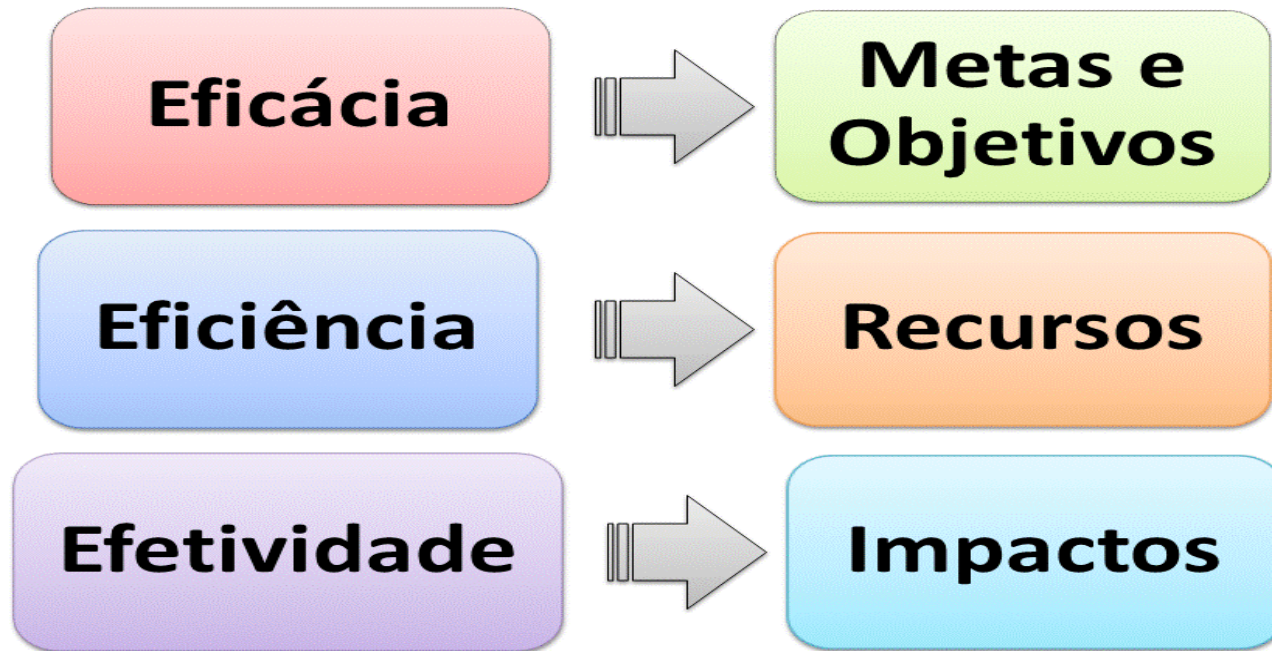 Eficácia
Metas e
Objetivos
Eficiência
Recursos
Efetividade
Impactos